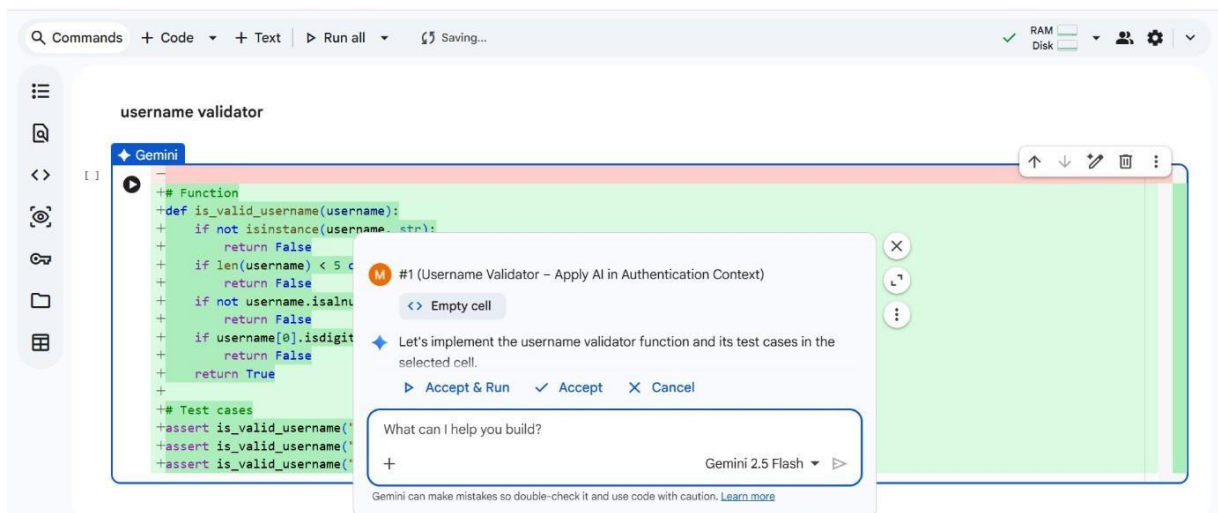 Commands + Code + Text Run all Saving... RAM
Disk
username validator
Gemini
[ ]
-
+# Function
+def is_valid_username(username):
+    if not isinstance(username, str):
+        return False
+    if len(username) < 5
+        return False
+    if not username.isalnu
+        return False
+    if username[0].isdigit
+        return False
+    return True
+
+# Test cases
+assert is_valid_username('
+assert is_valid_username('
+assert is_valid_username('
M #1 (Username Validator – Apply AI in Authentication Context)
<> Empty cell
Let's implement the username validator function and its test cases in the
selected cell.
Accept & Run Accept Cancel
What can I help you build?
+ Gemini 2.5 Flash
Gemini can make mistakes so double-check it and use code with caution. Learn more